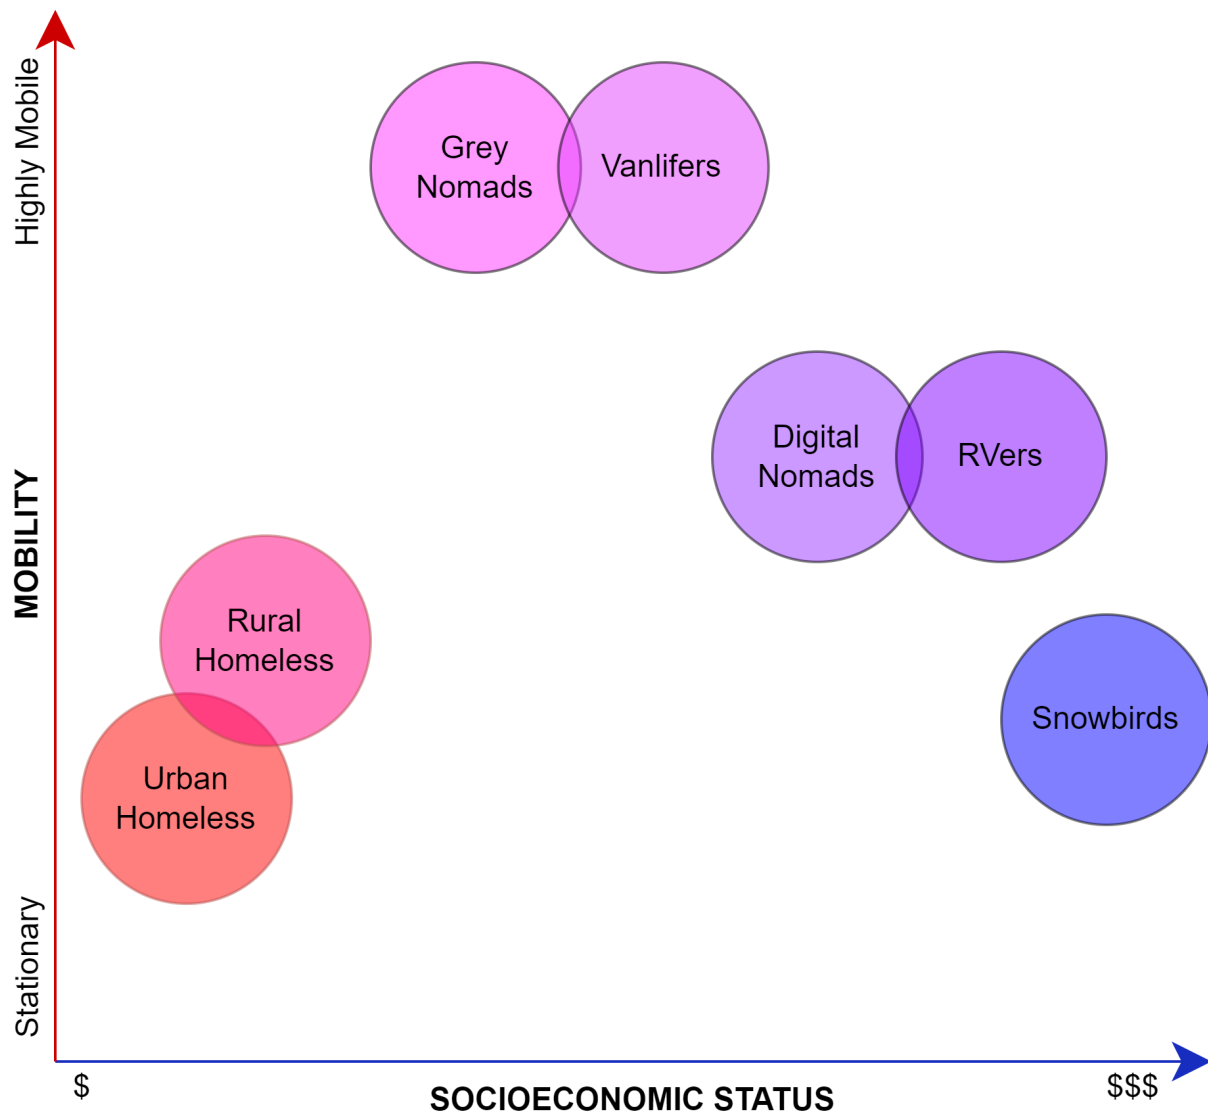 Highly Mobile
MOBILITY
Stationary
Grey
Nomads
Vanlifers
Digital
Nomads
RVers
Rural
Homeless
Snowbirds
Urban
Homeless
$
SOCIOECONOMIC STATUS
$$$